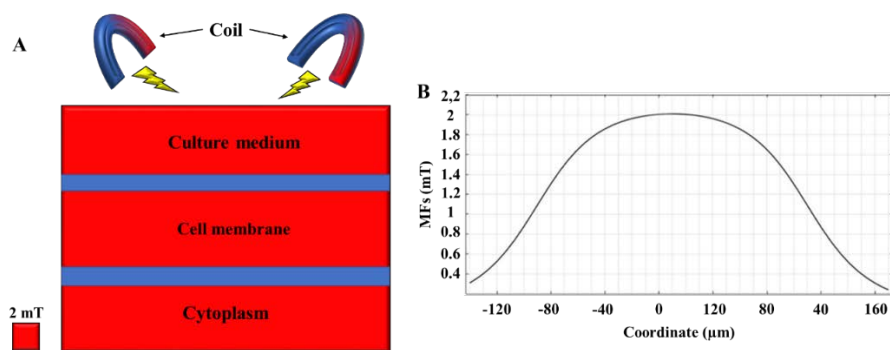 A
Coil
Culture medium
Cell membrane
Cytoplasm
2 mT
B
MFs (mT)
2,2
2
1.8
1.6
1.4
1.2
1
0.8
0.6
0.4
-120 -80 -40 0 120 80 40 160
Coordinate (µm)